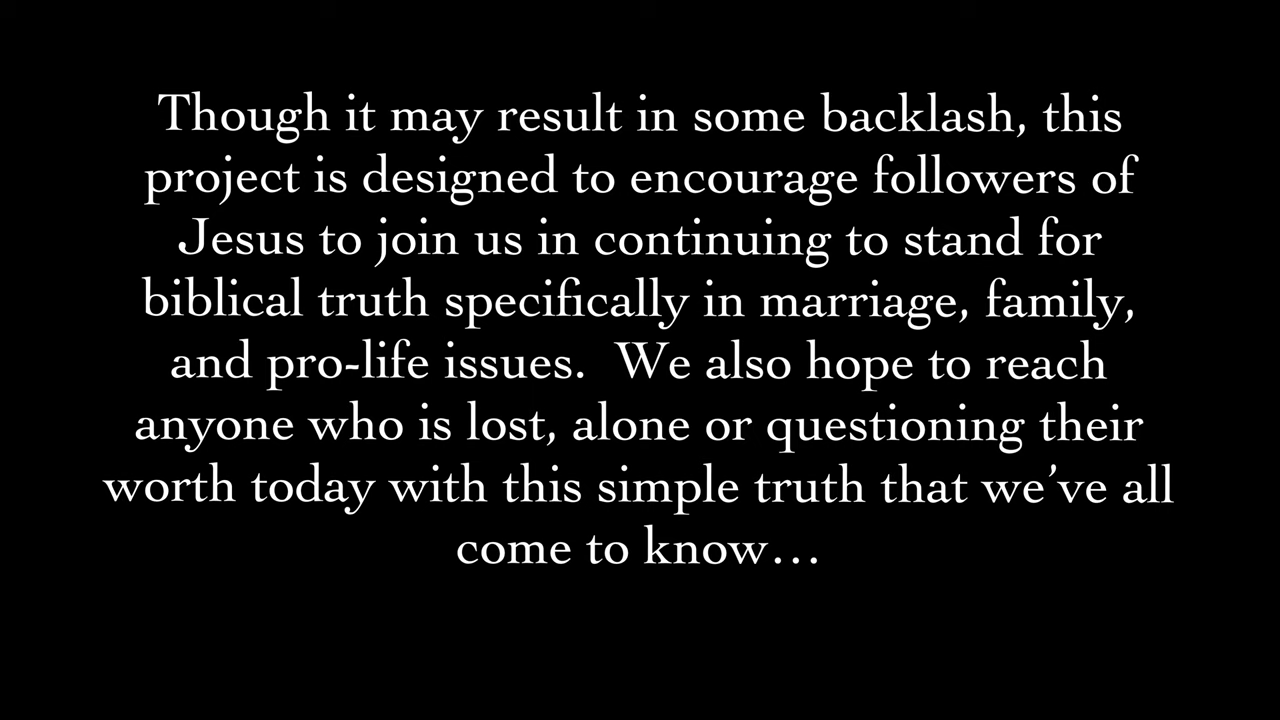 Though it may result in some backlash, this
project is designed to encourage followers of
Jesus to join us in continuing to stand for
biblical truth specifically in marriage, family,
and pro-life issues.  We also hope to reach
anyone who is lost, alone or questioning their
worth today with this simple truth that we’ve all
come to know…